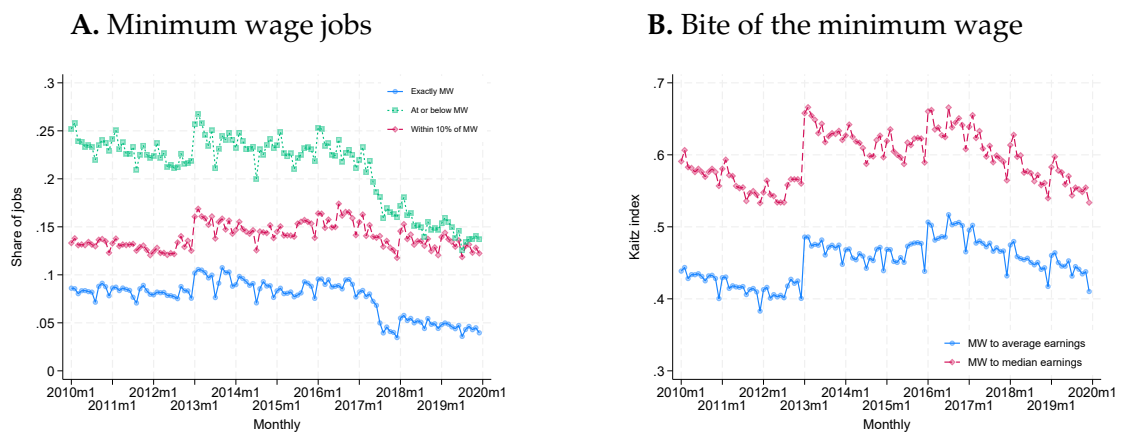 A. Minimum wage jobs
.3
.25
.2
.15
.1
.05
0
Share of jobs
Exactly MW
At or below MW
Within 10% of MW
2010m1 2012m1 2014m1 2016m1 2018m1 2020m1
2011m1 2013m1 2015m1 2017m1 2019m1
Monthly
B. Bite of the minimum wage
.7
.6
.5
.4
.3
Kaitz index
MW to average earnings
MW to median earnings
2010m1 2012m1 2014m1 2016m1 2018m1 2020m1
2011m1 2013m1 2015m1 2017m1 2019m1
Monthly